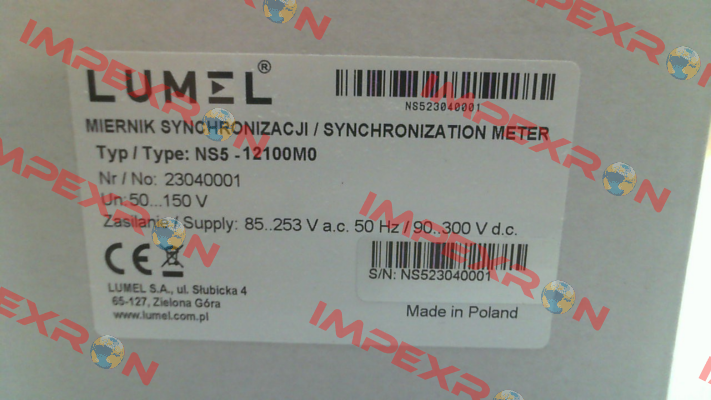 LUMEL®
NS523040001
MIERNIK SYNCHRONIZACJI / SYNCHRONIZATION METER
Typ / Type: NS5 -12100M0
Nr / No: 23040001
Un: 50...150 V
Zasilanie / Supply: 85..253 V a.c. 50 Hz / 90..300 V d.c.
CE
S/N: NS523040001
LUMEL S.A., ul. Słubicka 4
65-127, Zielona Góra
www.lumel.com.pl
Made in Poland
IMPEXRON
IMPEXRON
IMPEXRON
IMPEXRON
IMPEXRON